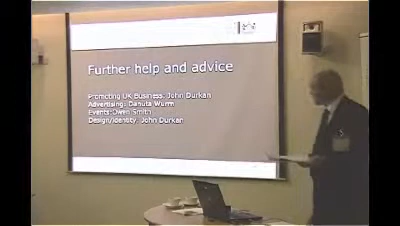 Further help and advice
Promoting UK Business: John Durkan
Advertising: Danuta Wurm
Events:Owen Smith
Design/Identity: John Durkan